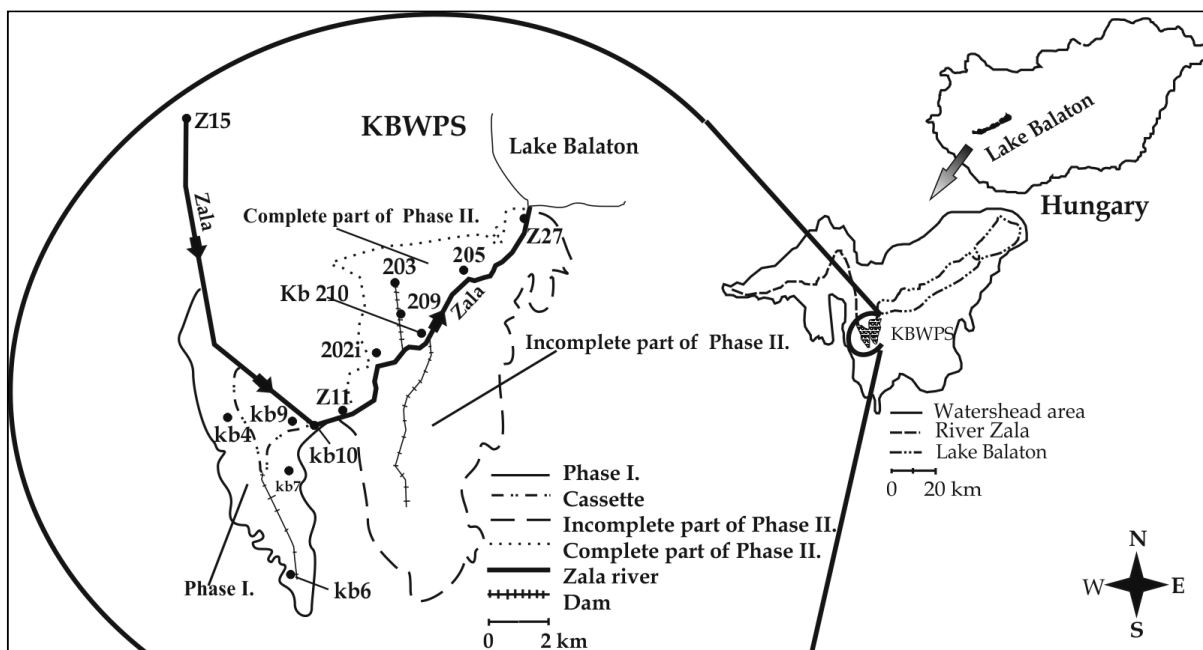 Z15
KBWPS
Lake Balaton
Zala
Complete part of Phase II.
Z27
203
205
Kb 210
209
Zala
202i
Incomplete part of Phase II.
Z11
kb9
kb4
kb10
kb7
Phase I.
kb6
Phase I.
Cassette
Incomplete part of Phase II.
Complete part of Phase II.
Zala river
Dam
0 2 km
Lake Balaton
Hungary
KBWPS
Watershead area
River Zala
Lake Balaton
0 20 km
N
W E
S